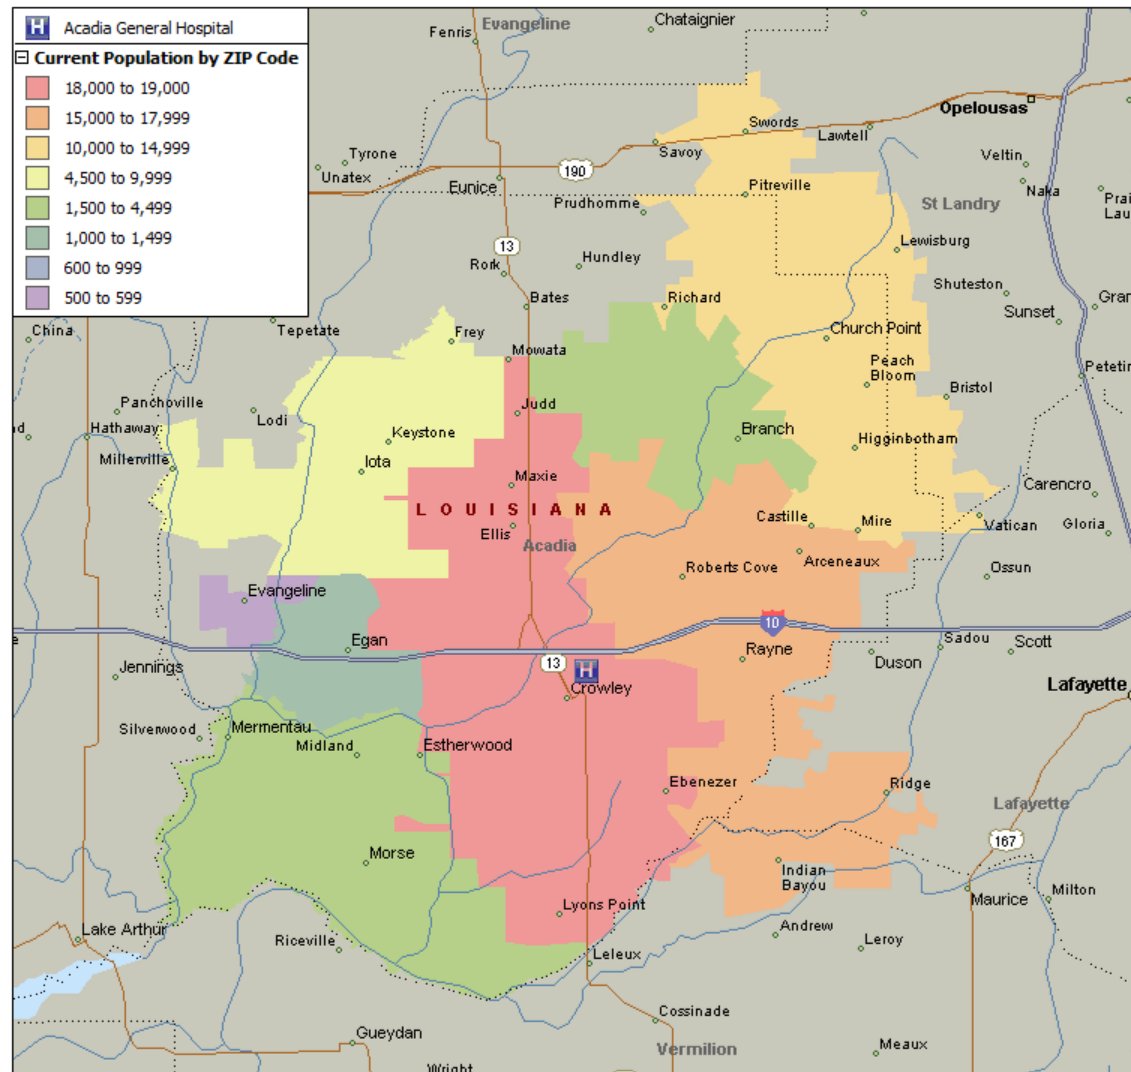 Acadia General Hospital
Current Population by ZIP Code
18,000 to 19,000
15,000 to 17,999
10,000 to 14,999
4,500 to 9,999
1,500 to 4,499
1,000 to 1,499
600 to 999
500 to 599
H
Evangeline
Chataignier
Fenris
Opelousas
Swords
Lawtell
Savoy
Tyrone
Unatex
190
Eunice
Veltin
Naka
Pitreville
Prudhomme
St Landry
Prai
Lau
13
Lewisburg
Hundley
Rork
Shuteston
Bates
Richard
Sunset
Gran
China
Tepetate
Frey
Church Point
Mowata
Peach
Bloom
Petetin
Bristol
Panchoville
Lodi
Judd
Hathaway
Keystone
Branch
Higginbotham
Millerville
Iota
Maxie
Carencro
LOUISIANA
Castille
Mire
Vatican
Gloria
Ellis
Acadia
Arceneaux
Roberts Cove
Ossun
Evangeline
10
Egan
Sadou
Scott
Rayne
Duson
13
H
Jennings
Crowley
Lafayette
Silverwood
Mermentau
Midland
Estherwood
Ebenezer
Ridge
Lafayette
167
Morse
Indian
Bayou
Maurice
Milton
Lyons Point
Lake Arthur
Riceville
Andrew
Leroy
Leleux
Cossinade
Gueydan
Vermilion
Meaux
Wright